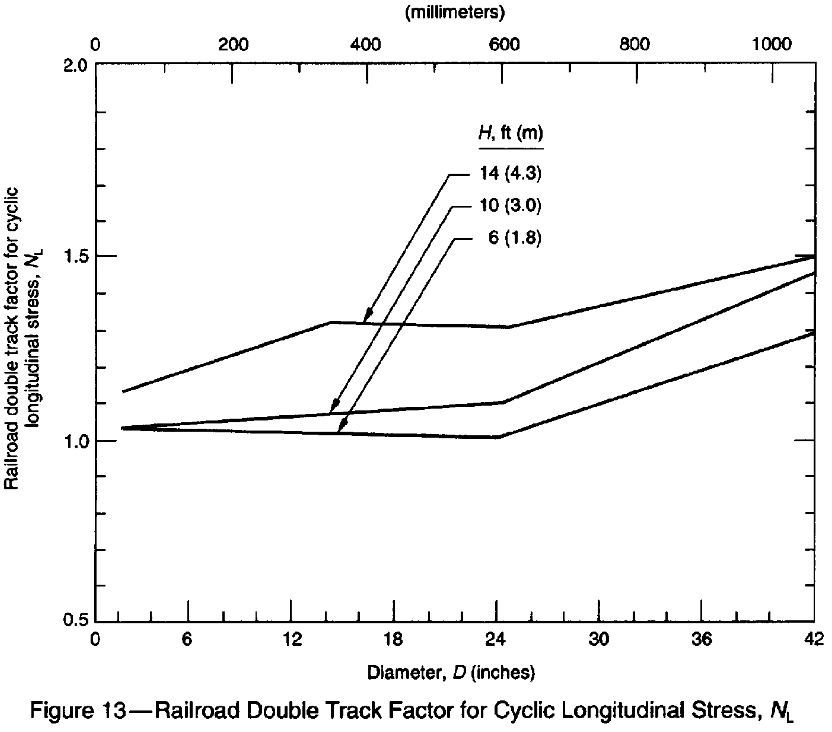 (millimeters)
0 200 400 600 800 1000
2.0
1.5
1.0
0.5
Railroad double track factor for cyclic
longitudinal stress, NL
H, ft (m)
14 (4.3)
10 (3.0)
6 (1.8)
0 6 12 18 24 30 36 42
Diameter, D (inches)
Figure 13—Railroad Double Track Factor for Cyclic Longitudinal Stress, NL